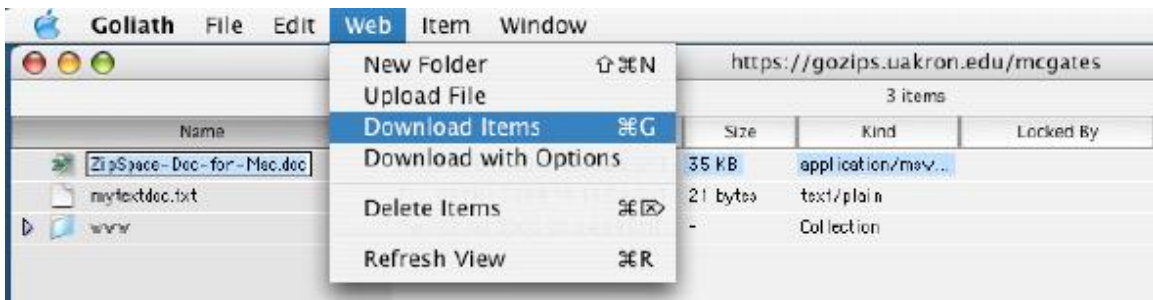 Goliath File Edit Web Item Window
https://gozips.uakron.edu/mcgates
3 items
New Folder ⇧⌘N
Upload File
Download Items ⌘G
Download with Options
Delete Items ⌘⌦
Refresh View ⌘R
Name Size Kind Locked By
ZipSpace-Doc-for-Mac.doc 35 KB application/msw...
mytextdoc.txt 21 bytes text/plain
www - Collection